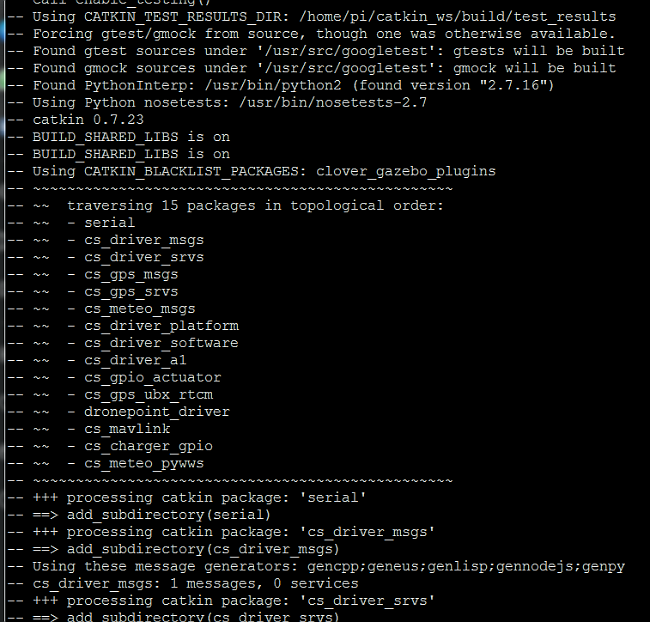 -- Call enable_testing()
-- Using CATKIN_TEST_RESULTS_DIR: /home/pi/catkin_ws/build/test_results
-- Forcing gtest/gmock from source, though one was otherwise available.
-- Found gtest sources under '/usr/src/googletest': gtests will be built
-- Found gmock sources under '/usr/src/googletest': gmock will be built
-- Found PythonInterp: /usr/bin/python2 (found version "2.7.16")
-- Using Python nosetests: /usr/bin/nosetests-2.7
-- catkin 0.7.23
-- BUILD_SHARED_LIBS is on
-- BUILD_SHARED_LIBS is on
-- Using CATKIN_BLACKLIST_PACKAGES: clover_gazebo_plugins
-- ~~~~~~~~~~~~~~~~~~~~~~~~~~~~~~~~~~~~~~~~~~~~~~~~~
-- ~~  traversing 15 packages in topological order:
-- ~~  - serial
-- ~~  - cs_driver_msgs
-- ~~  - cs_driver_srvs
-- ~~  - cs_gps_msgs
-- ~~  - cs_gps_srvs
-- ~~  - cs_meteo_msgs
-- ~~  - cs_driver_platform
-- ~~  - cs_driver_software
-- ~~  - cs_driver_a1
-- ~~  - cs_gpio_actuator
-- ~~  - cs_gps_ubx_rtcm
-- ~~  - dronepoint_driver
-- ~~  - cs_mavlink
-- ~~  - cs_charger_gpio
-- ~~  - cs_meteo_pywws
-- ~~~~~~~~~~~~~~~~~~~~~~~~~~~~~~~~~~~~~~~~~~~~~~~~~
-- +++ processing catkin package: 'serial'
-- ==> add_subdirectory(serial)
-- +++ processing catkin package: 'cs_driver_msgs'
-- ==> add_subdirectory(cs_driver_msgs)
-- Using these message generators: gencpp;geneus;genlisp;gennodejs;genpy
-- cs_driver_msgs: 1 messages, 0 services
-- +++ processing catkin package: 'cs_driver_srvs'
-- ==> add_subdirectory(cs_driver_srvs)